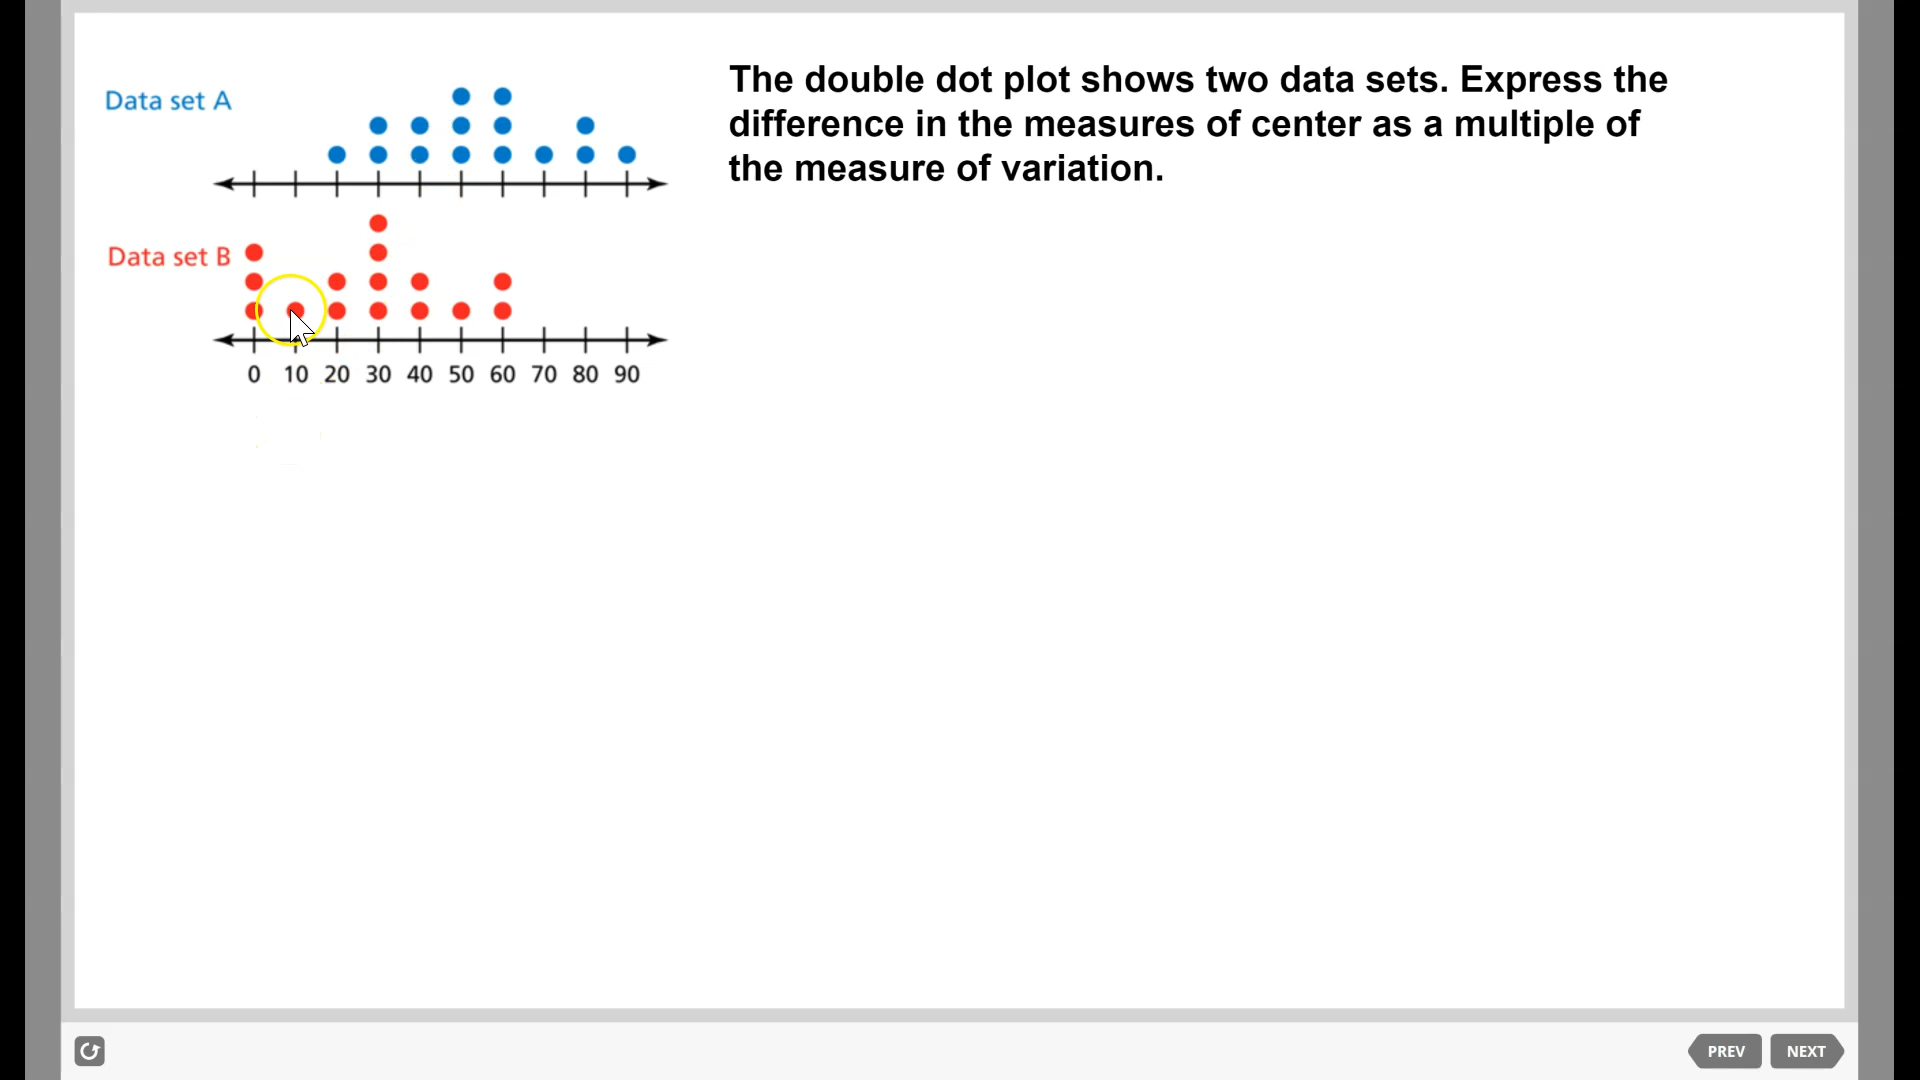 The double dot plot shows two data sets. Express the
difference in the measures of center as a multiple of
the measure of variation.
Data set A
Data set B
0 10 20 30 40 50 60 70 80 90
PREV NEXT